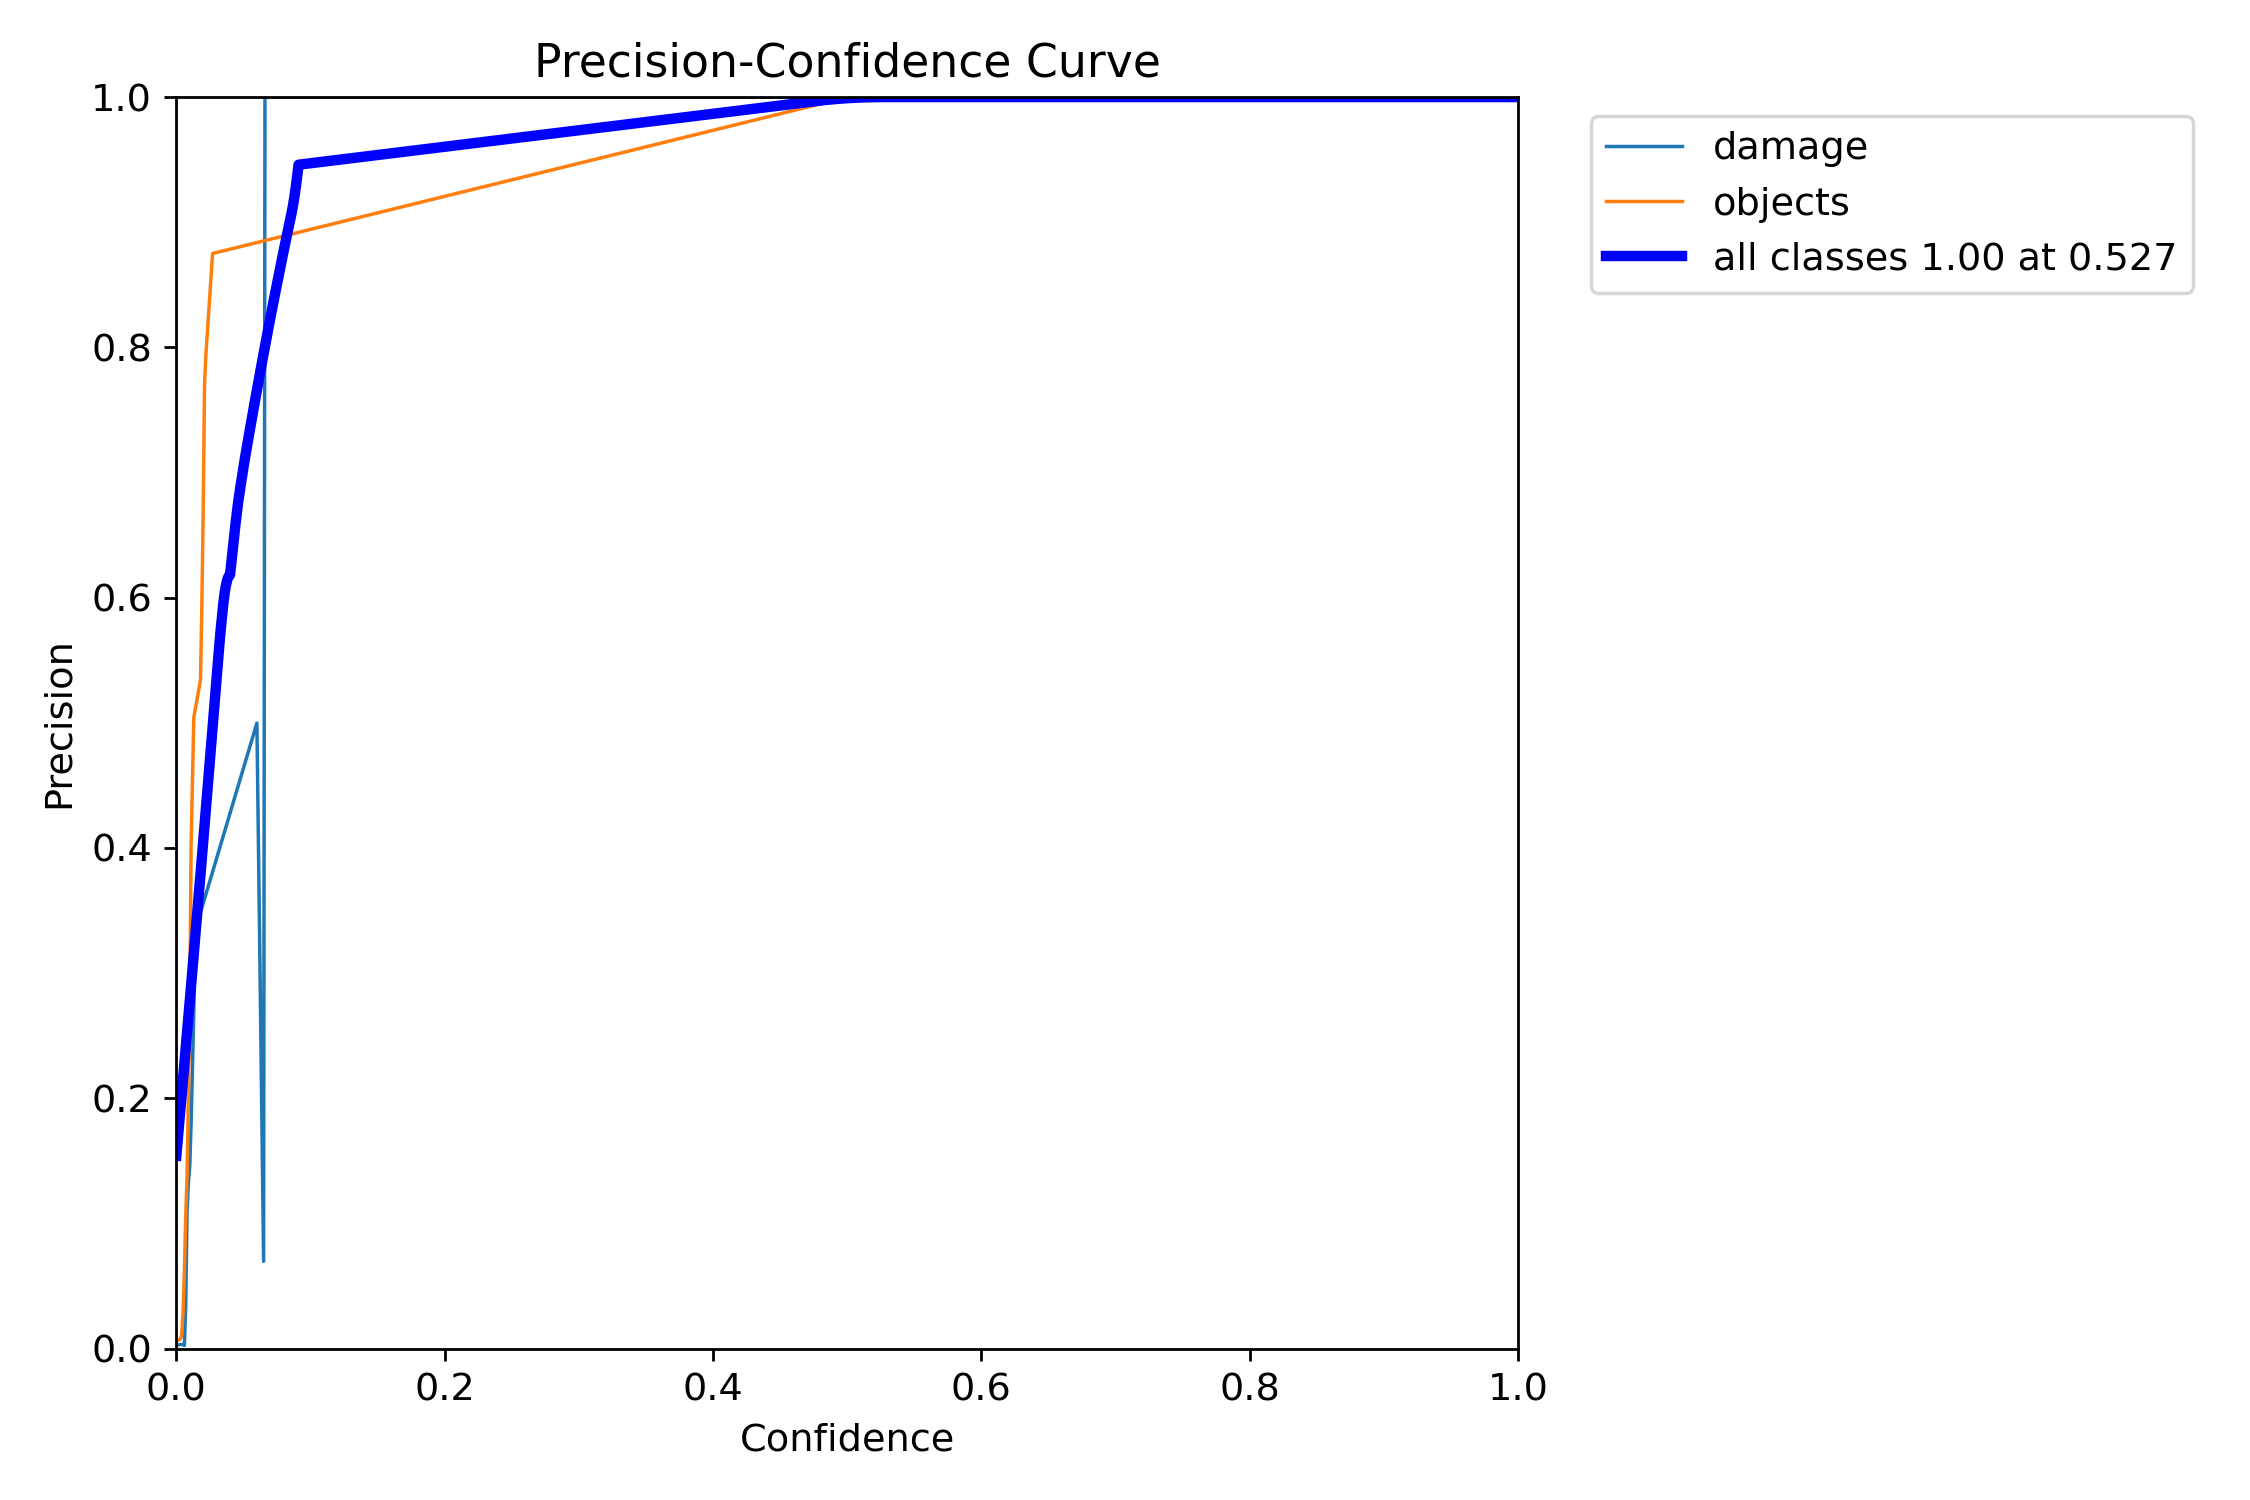 Precision-Confidence Curve
1.0
0.8
0.6
0.4
0.2
0.0
Precision
0.0 0.2 0.4 0.6 0.8 1.0
Confidence
damage
objects
all classes 1.00 at 0.527